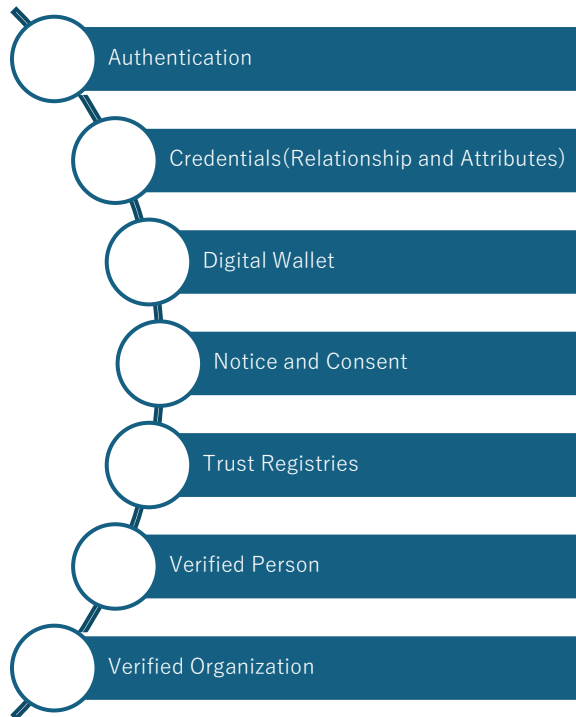 Authentication
Credentials(Relationship and Attributes)
Digital Wallet
Notice and Consent
Trust Registries
Verified Person
Verified Organization